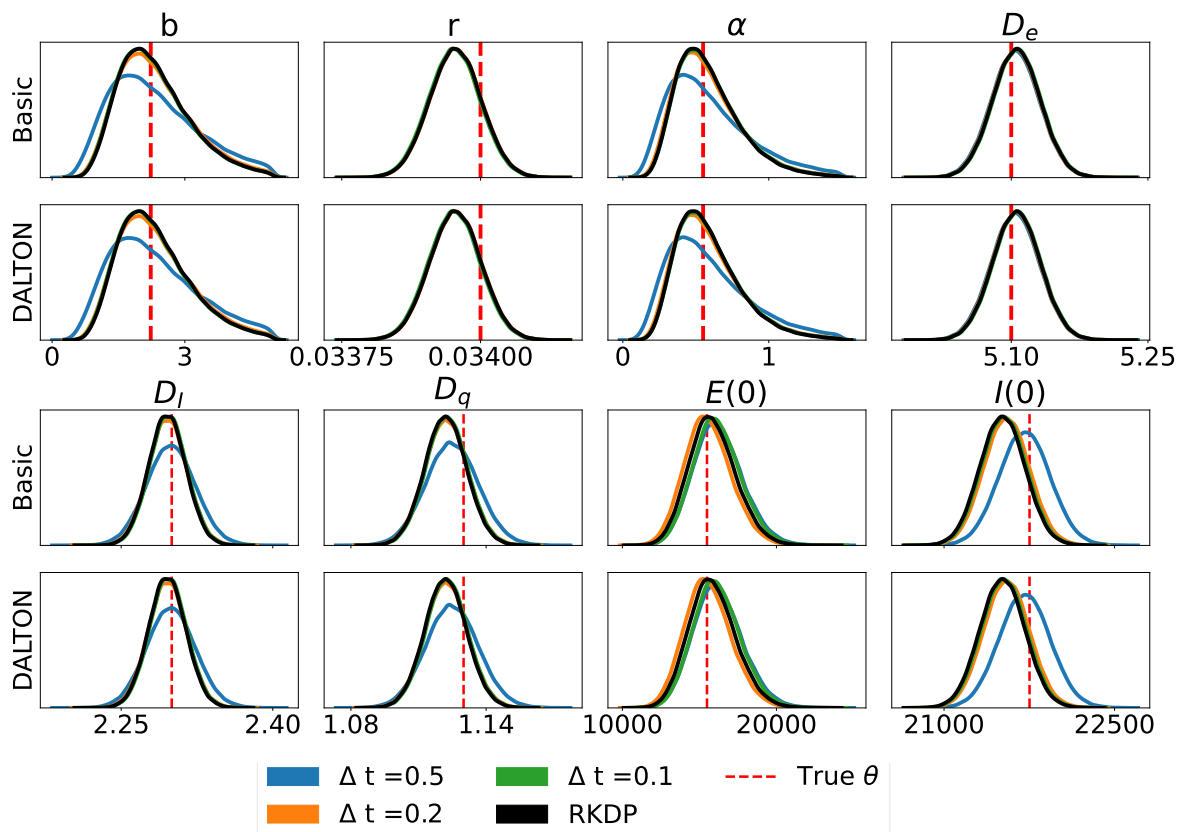 b r α D_e
Basic
DALTON
0 3 0.03375 0.03400 0 1 5.10 5.25
D_I D_q E(0) I(0)
Basic
DALTON
2.25 2.40 1.08 1.14 10000 20000 21000 22500
Δ t =0.5 Δ t =0.1 True θ
Δ t =0.2 RKDP